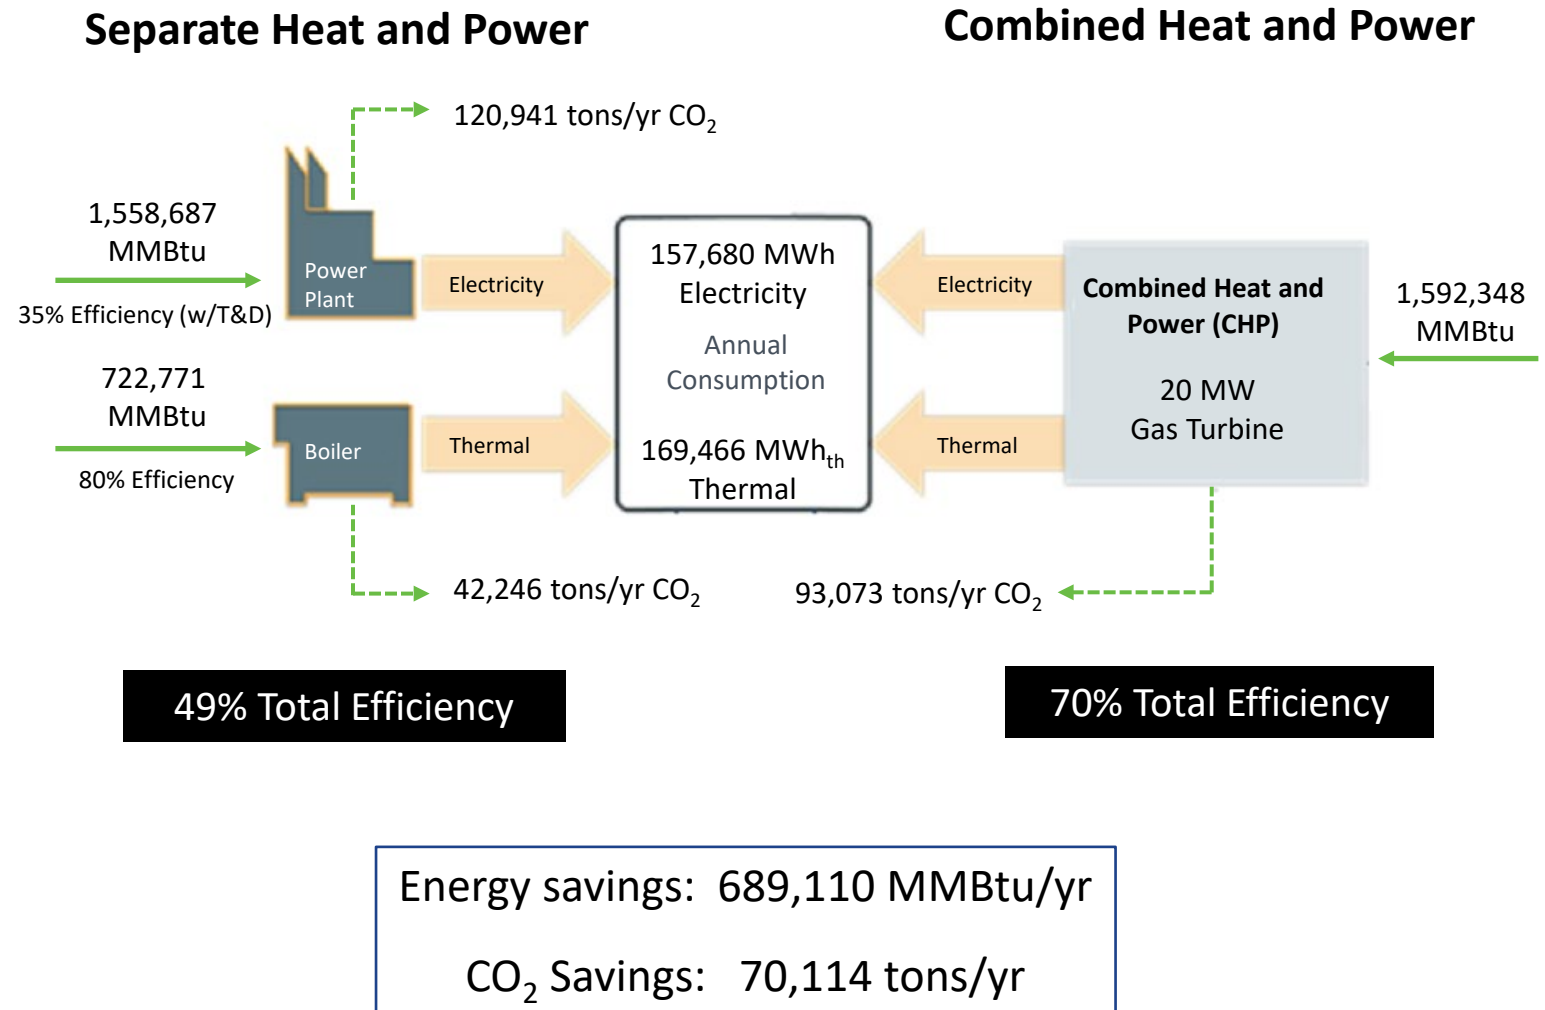 Separate Heat and Power
Combined Heat and Power
120,941 tons/yr CO₂
1,558,687
MMBtu
35% Efficiency (w/T&D)
Power
Plant
Electricity
722,771
MMBtu
80% Efficiency
Boiler
Thermal
42,246 tons/yr CO₂
157,680 MWh
Electricity
Annual
Consumption
169,466 MWhth
Thermal
Electricity
Thermal
Combined Heat and
Power (CHP)
20 MW
Gas Turbine
1,592,348
MMBtu
93,073 tons/yr CO₂
49% Total Efficiency
70% Total Efficiency
Energy savings: 689,110 MMBtu/yr
CO₂ Savings: 70,114 tons/yr